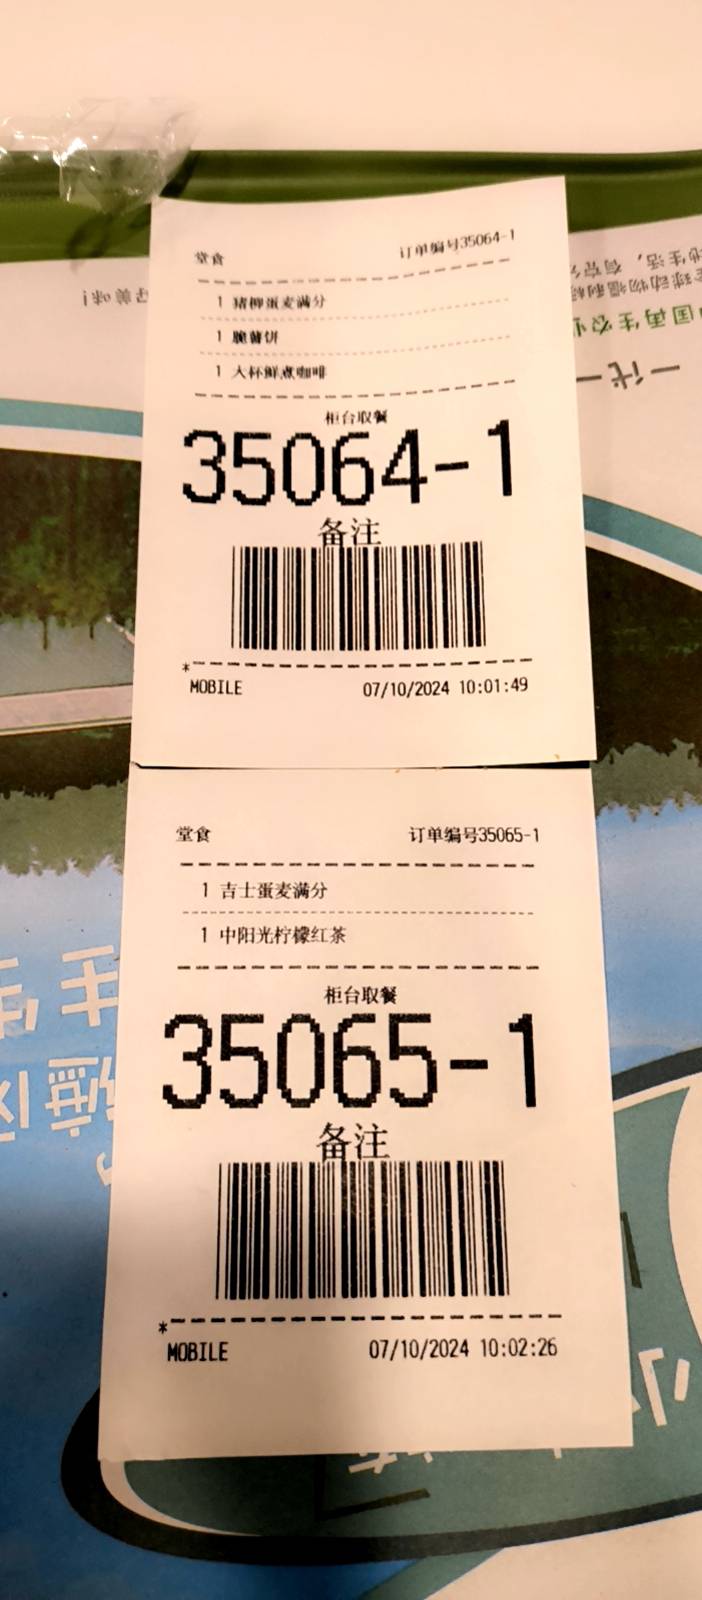 堂食 订单编号35064-1
1 猪柳蛋麦满分
1 脆薯饼
1 大杯鲜煮咖啡
柜台取餐
35064-1
备注
*
MOBILE 07/10/2024 10:01:49
堂食 订单编号35065-1
1 吉士蛋麦满分
1 中阳光柠檬红茶
柜台取餐
35065-1
备注
*
MOBILE 07/10/2024 10:02:26